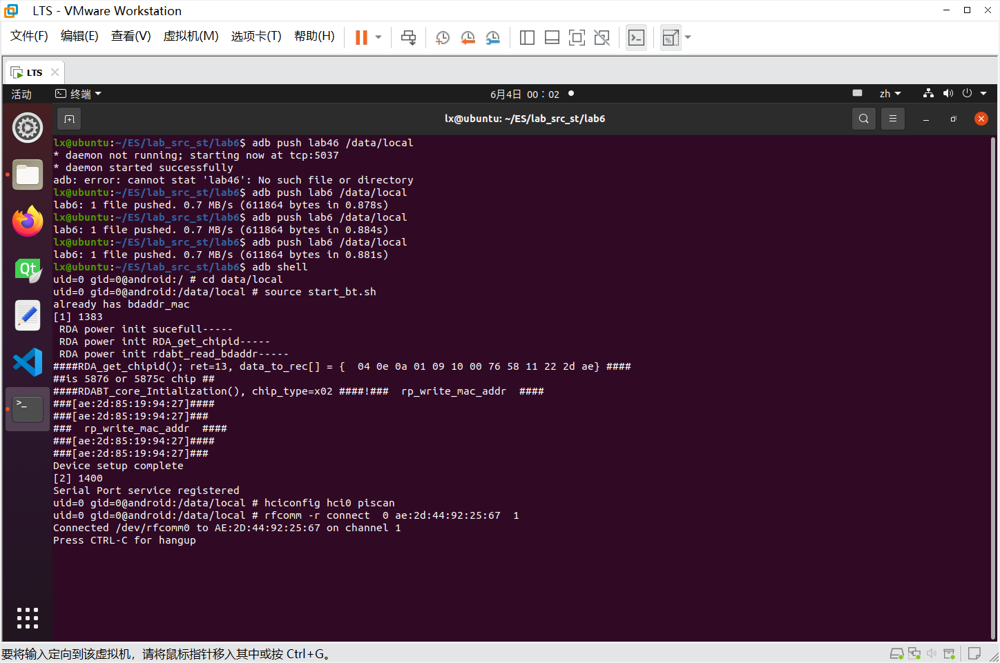 LTS - VMware Workstation
文件(F) 编辑(E) 查看(V) 虚拟机(M) 选项卡(T) 帮助(H)
LTS
活动 终端 6月4日 00：02 zh
lx@ubuntu: ~/ES/lab_src_st/lab6
lx@ubuntu:~/ES/lab_src_st/lab6$ adb push lab46 /data/local
* daemon not running; starting now at tcp:5037
* daemon started successfully
adb: error: cannot stat 'lab46': No such file or directory
lx@ubuntu:~/ES/lab_src_st/lab6$ adb push lab6 /data/local
lab6: 1 file pushed. 0.7 MB/s (611864 bytes in 0.878s)
lx@ubuntu:~/ES/lab_src_st/lab6$ adb push lab6 /data/local
lab6: 1 file pushed. 0.7 MB/s (611864 bytes in 0.884s)
lx@ubuntu:~/ES/lab_src_st/lab6$ adb push lab6 /data/local
lab6: 1 file pushed. 0.7 MB/s (611864 bytes in 0.881s)
lx@ubuntu:~/ES/lab_src_st/lab6$ adb shell
uid=0 gid=0@android:/ # cd data/local
uid=0 gid=0@android:/data/local # source start_bt.sh
already has bdaddr_mac
[1] 1383
 RDA power init sucefull-----
 RDA power init RDA_get_chipid-----
 RDA power init rdabt_read_bdaddr-----
####RDA_get_chipid(); ret=13, data_to_rec[] = {  04 0e 0a 01 09 10 00 76 58 11 22 2d ae} ####
##is 5876 or 5875c chip ##
####RDABT_core_Intialization(), chip_type=x02 ####!###  rp_write_mac_addr  ####
###[ae:2d:85:19:94:27]####
###[ae:2d:85:19:94:27]###
###  rp_write_mac_addr  ####
###[ae:2d:85:19:94:27]####
###[ae:2d:85:19:94:27]###
Device setup complete
[2] 1400
Serial Port service registered
uid=0 gid=0@android:/data/local # hciconfig hci0 piscan
uid=0 gid=0@android:/data/local # rfcomm -r connect  0 ae:2d:44:92:25:67  1
Connected /dev/rfcomm0 to AE:2D:44:92:25:67 on channel 1
Press CTRL-C for hangup
Qt
要将输入定向到该虚拟机，请将鼠标指针移入其中或按 Ctrl+G。